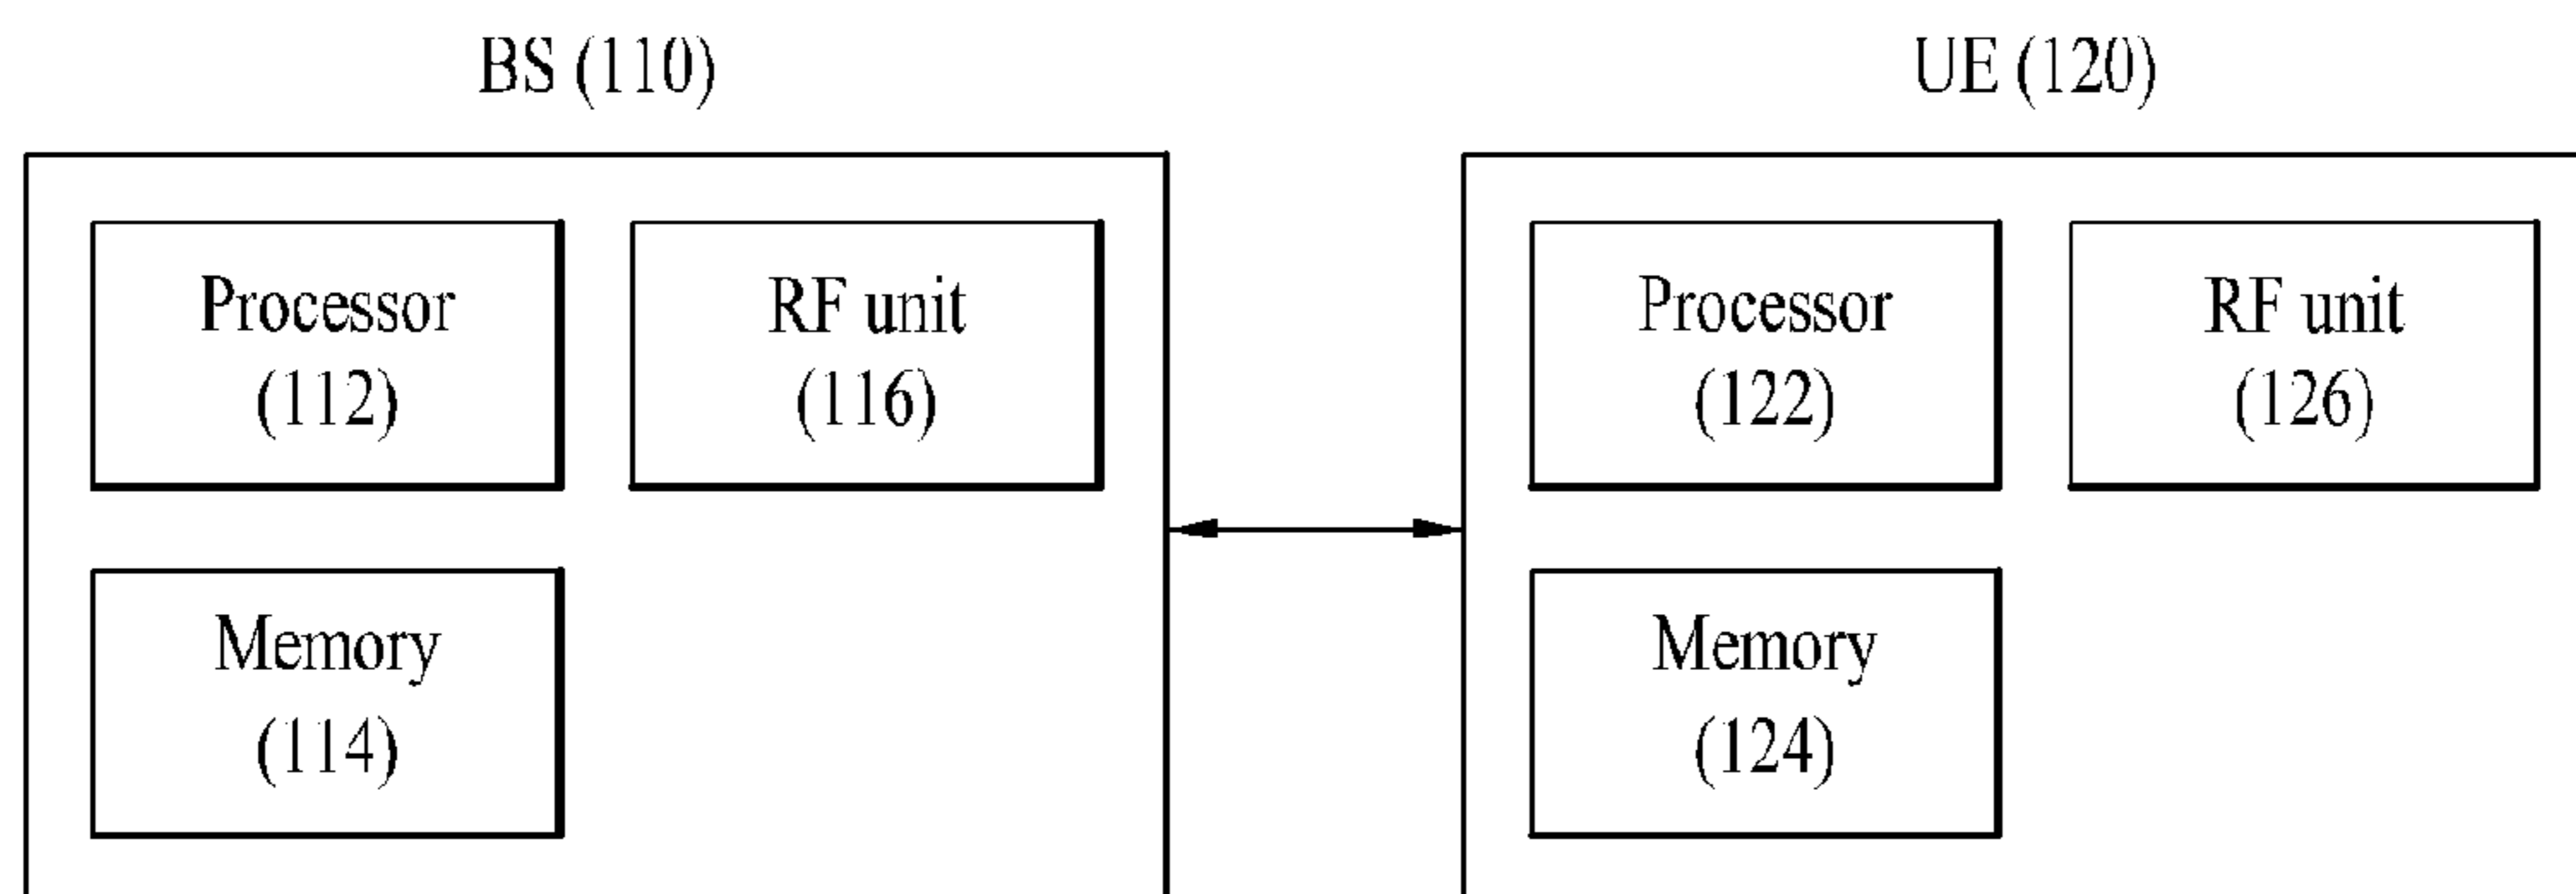 BS (110)
Processor
(112)
RF unit
(116)
Memory
(114)
UE (120)
Processor
(122)
RF unit
(126)
Memory
(124)